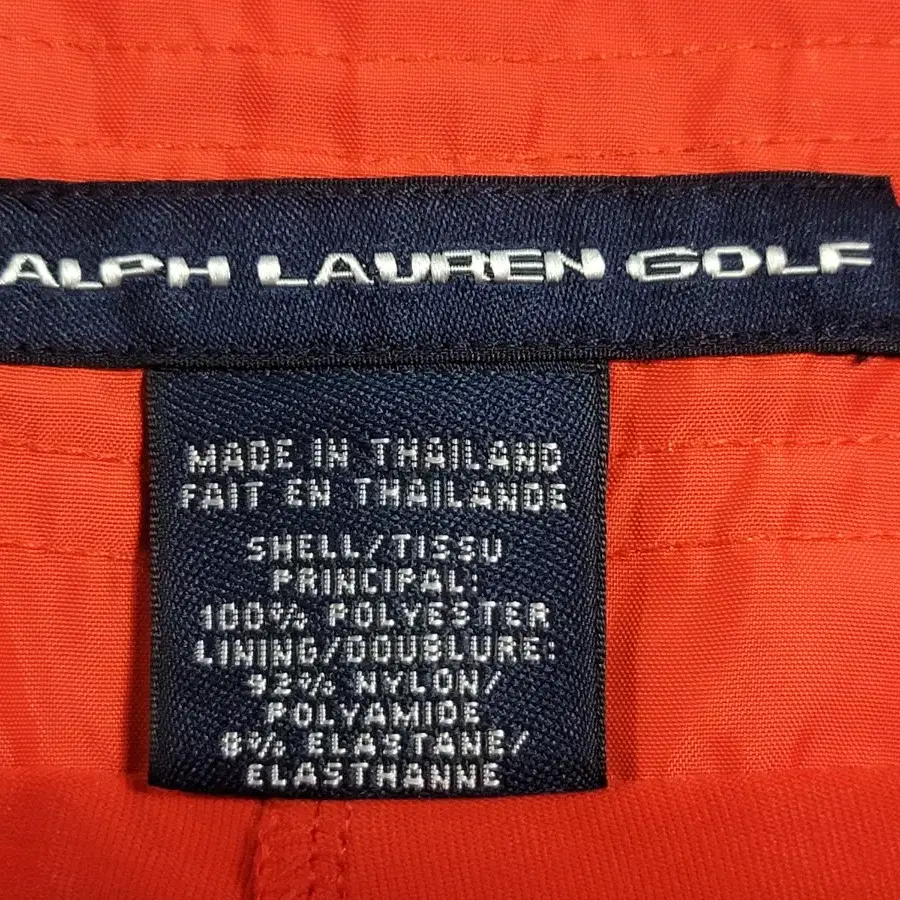 ALPH LAUREN GOLF
MADE IN THAILAND
FAIT EN THAILANDE
SHELL/TISSU
PRINCIPAL:
100% POLYESTER
LINING/DOUBLURE:
92% NYLON/
POLYAMIDE
8% ELASTANE/
ELASTHANNE